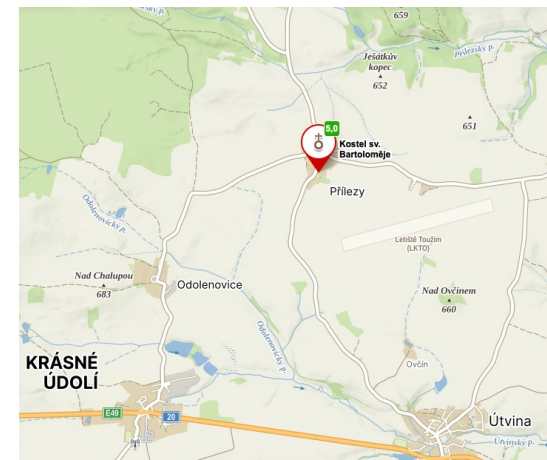 659
Ješátkův
kopec
652
Přílezský p.
651
5,0
Kostel sv.
Bartoloměje
Přílezy
Odolenovický p.
Letiště Toužim
(LKTO)
Nad Chalupou
683
Odolenovice
Nad Ovčínem
660
Odolenovický p.
KRÁSNÉ
ÚDOLÍ
Ovčín
E49
20
Útvina
Útvinský p.